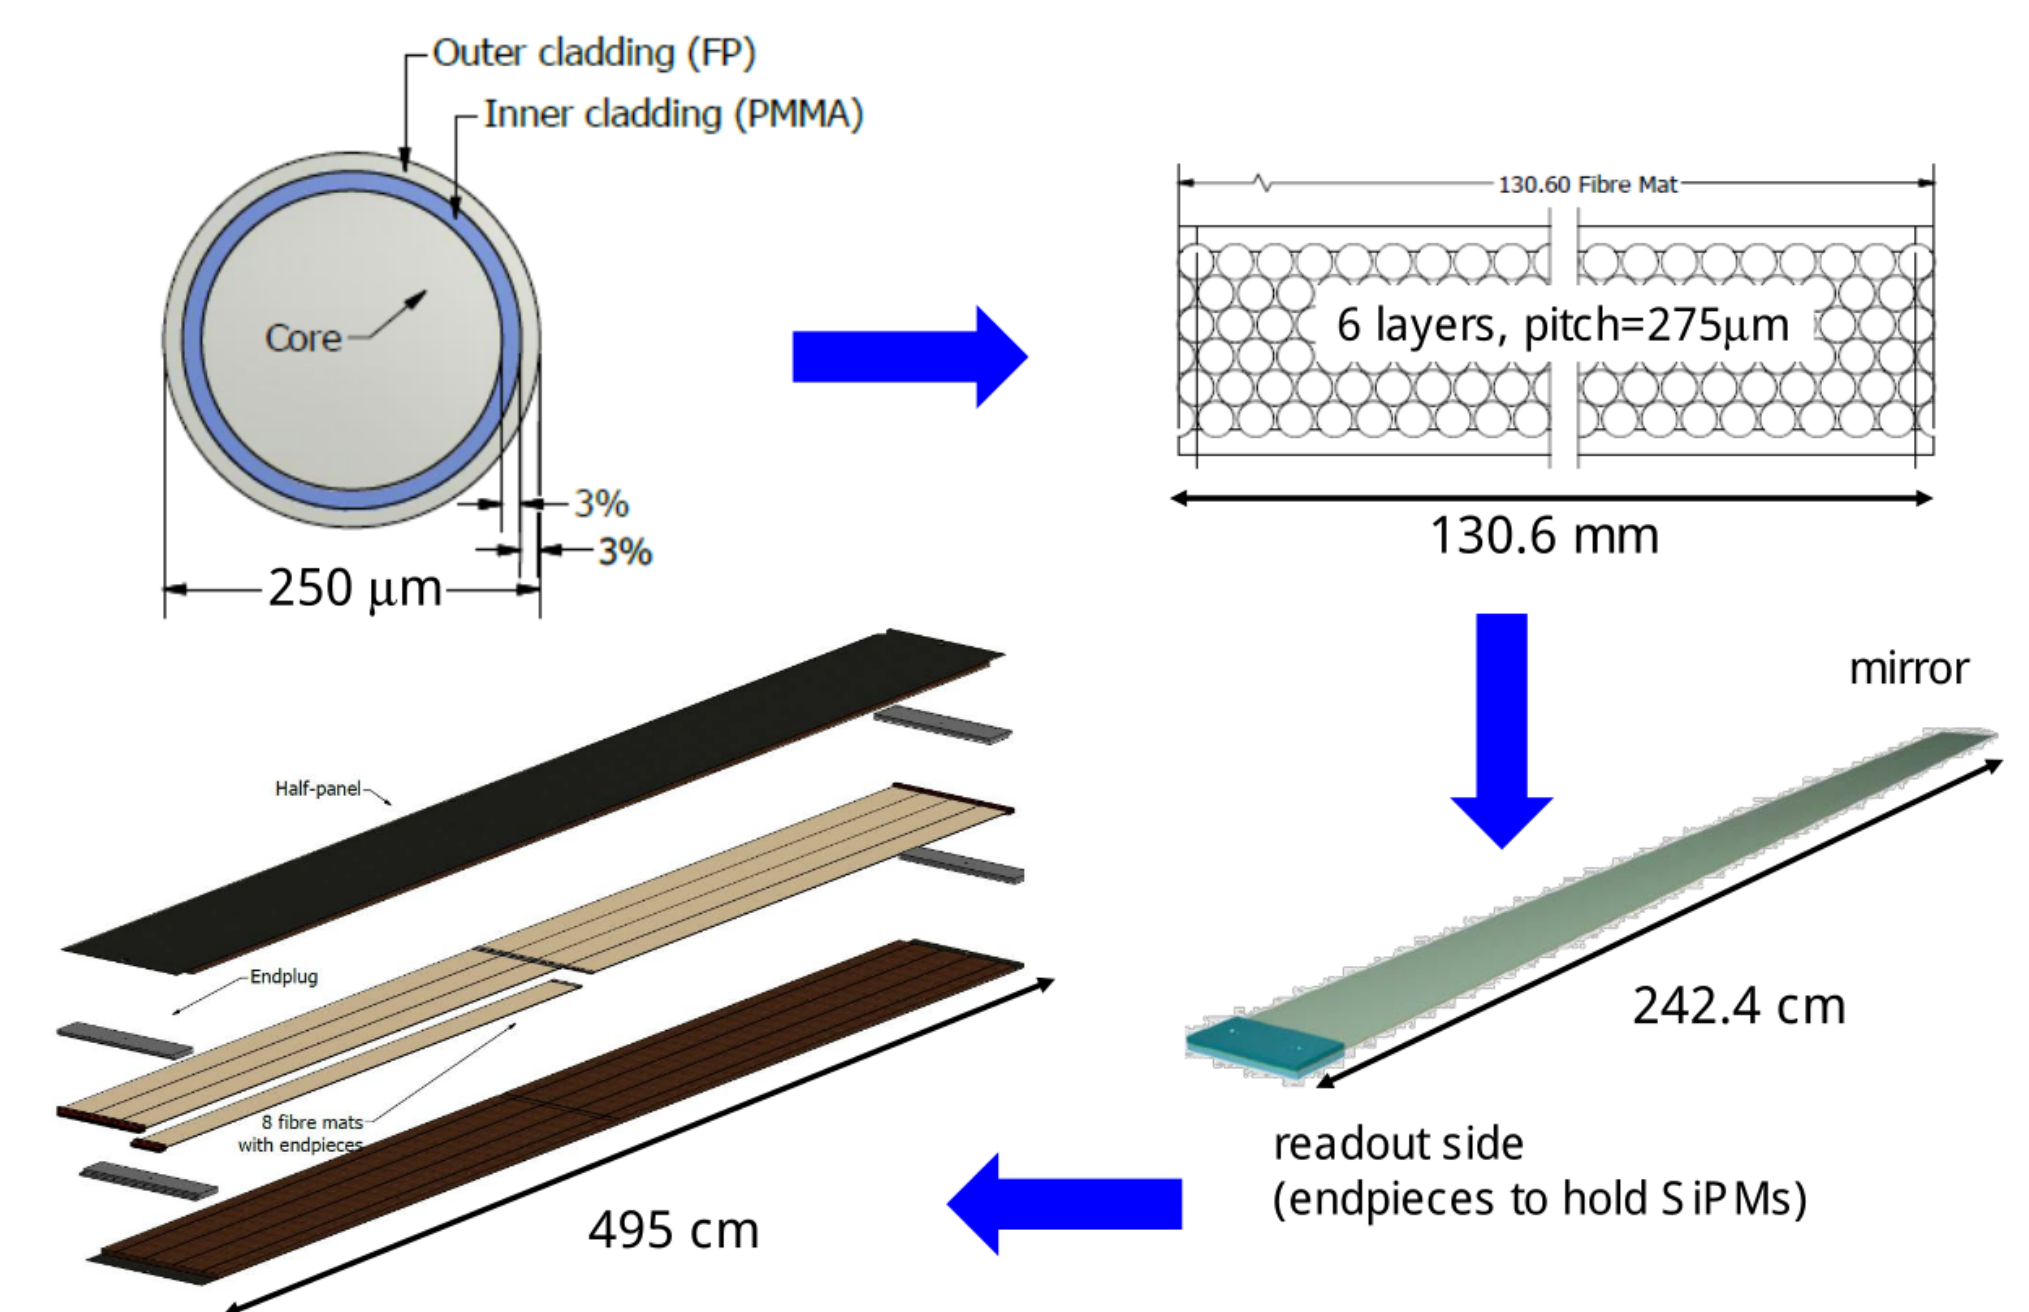 Outer cladding (FP)
Inner cladding (PMMA)
Core
3%
3%
250 μm
130.60 Fibre Mat
6 layers, pitch=275μm
130.6 mm
mirror
242.4 cm
readout side
(endpieces to hold SiPMs)
Half-panel
Endplug
8 fibre mats
with endpieces
495 cm